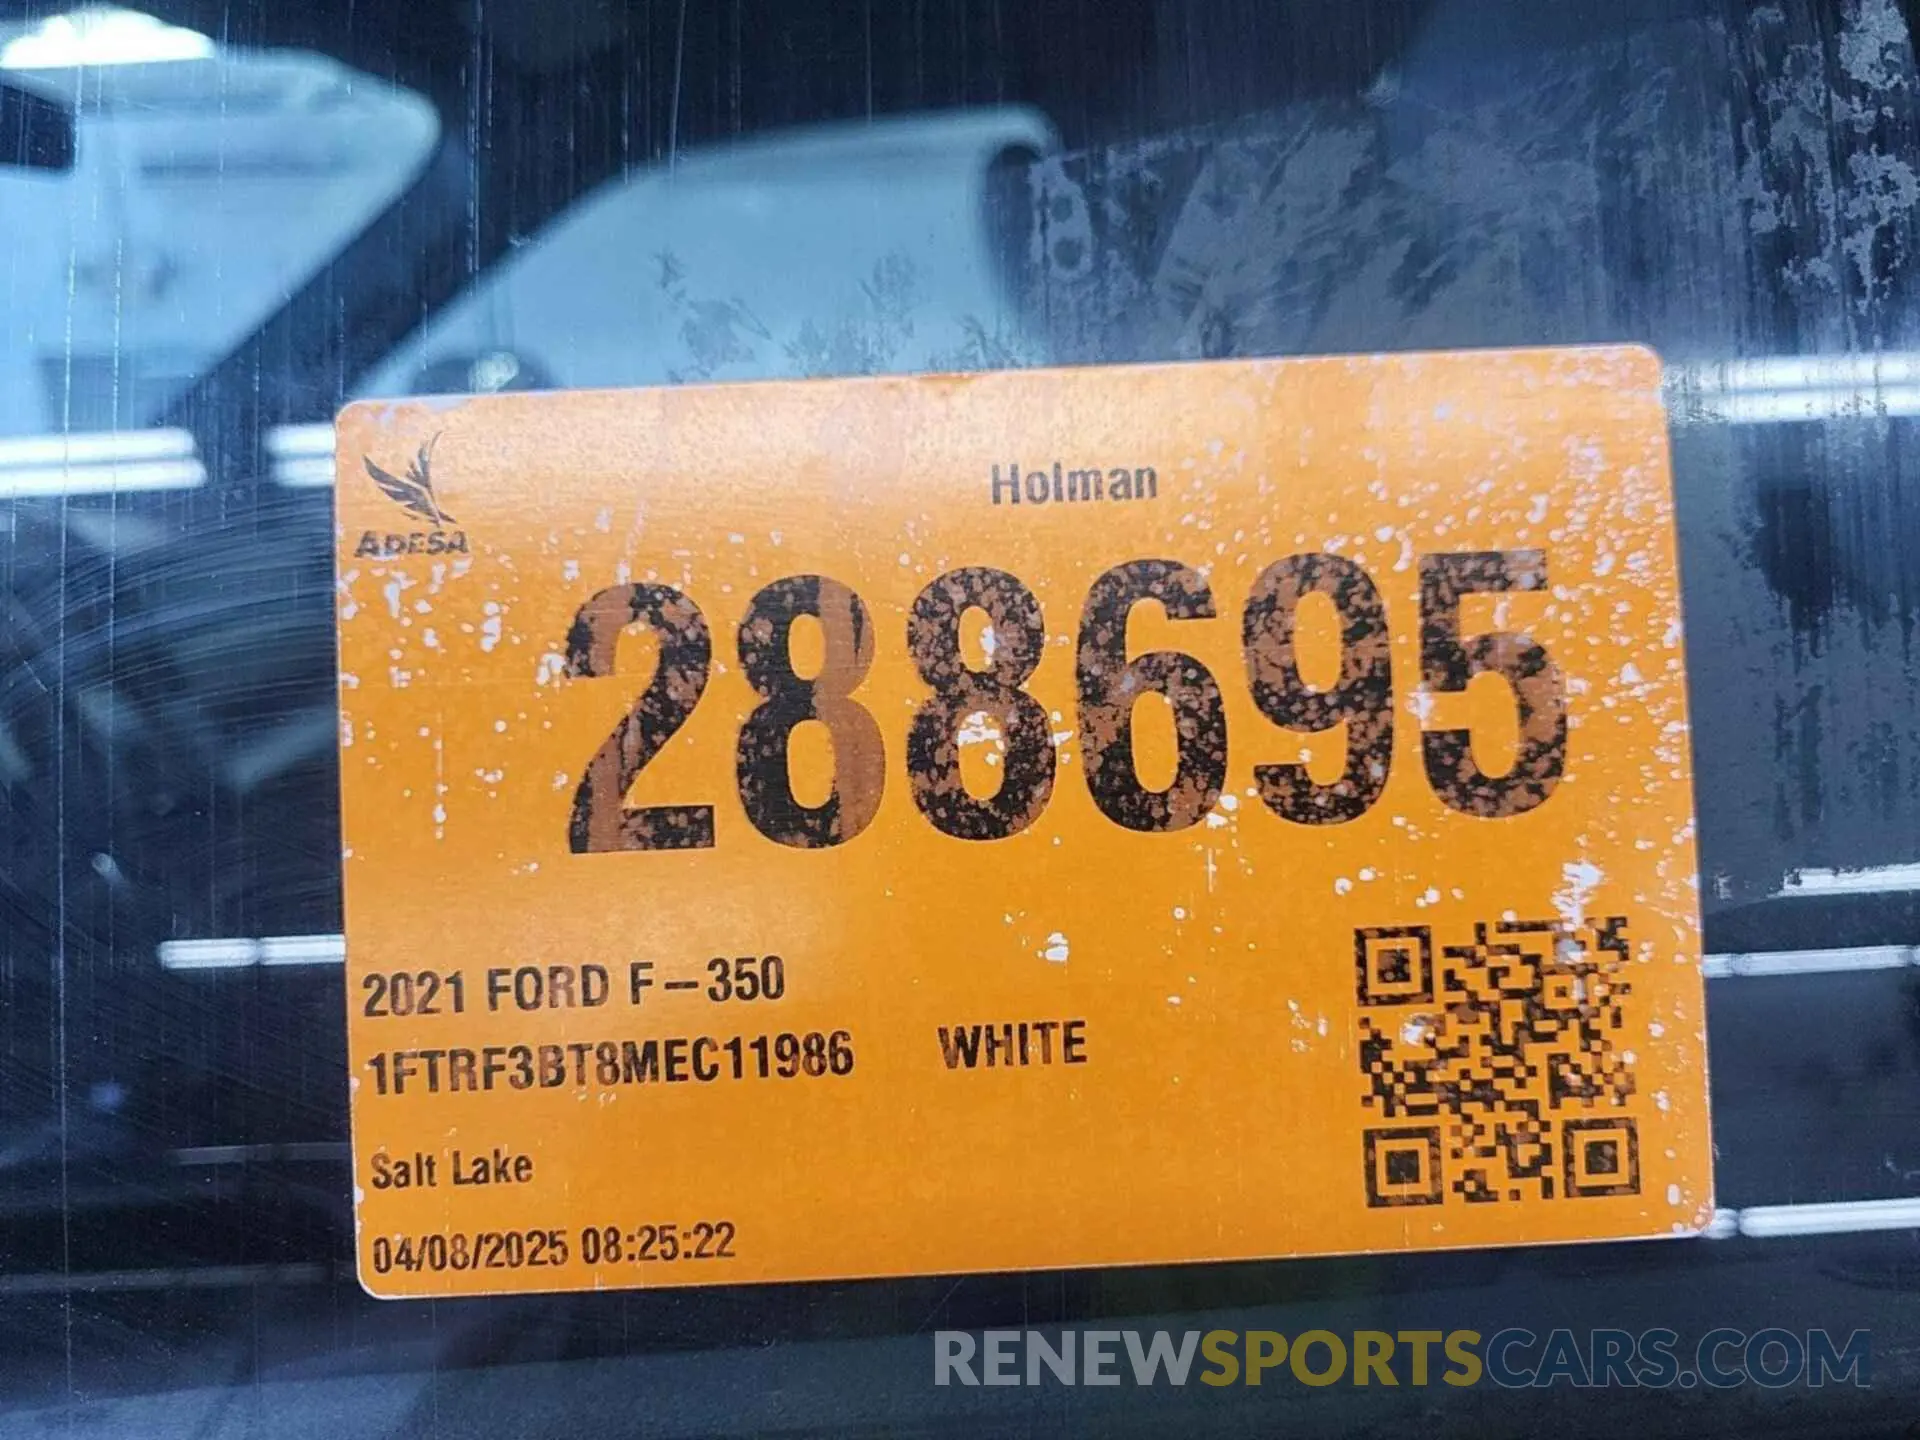 ADESA
Holman
288695
2021 FORD F-350
1FTRF3BT8MEC11986 WHITE
Salt Lake
04/08/2025 08:25:22
RENEWSPORTSCARS.COM